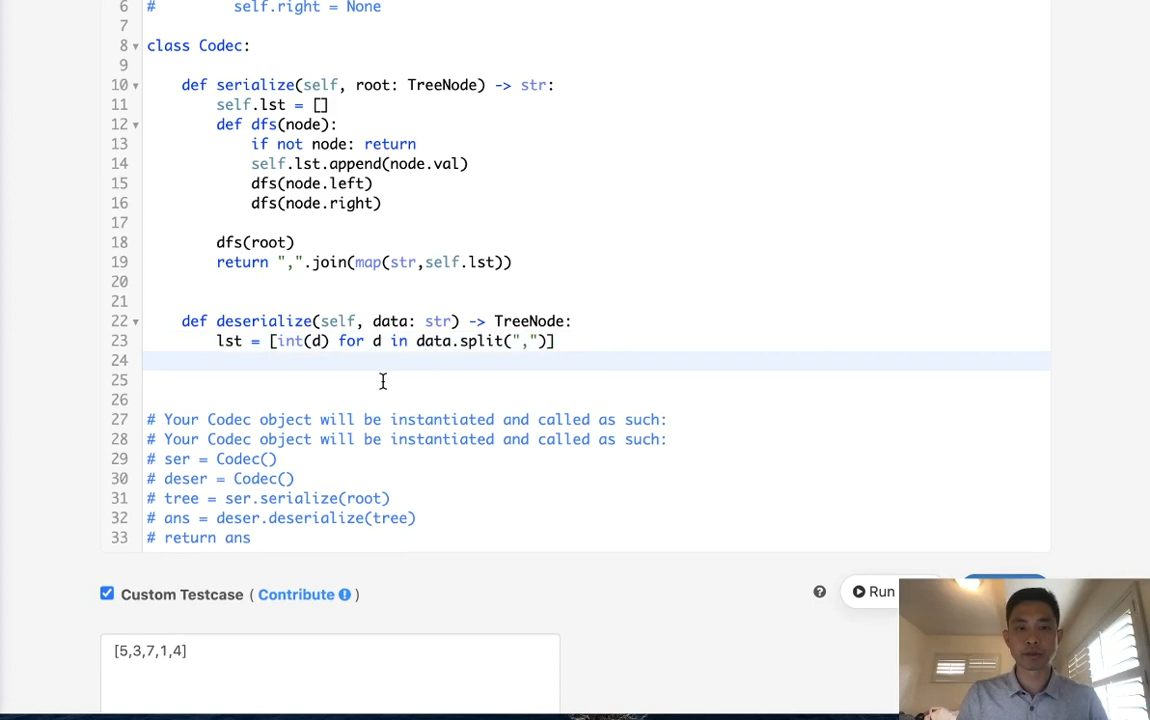 6 #         self.right = None
7
8 class Codec:
9
10     def serialize(self, root: TreeNode) -> str:
11         self.lst = []
12         def dfs(node):
13             if not node: return
14             self.lst.append(node.val)
15             dfs(node.left)
16             dfs(node.right)
17
18         dfs(root)
19         return ",".join(map(str,self.lst))
20
21
22     def deserialize(self, data: str) -> TreeNode:
23         lst = [int(d) for d in data.split(",")]
24
25
26
27 # Your Codec object will be instantiated and called as such:
28 # Your Codec object will be instantiated and called as such:
29 # ser = Codec()
30 # deser = Codec()
31 # tree = ser.serialize(root)
32 # ans = deser.deserialize(tree)
33 # return ans
Custom Testcase ( Contribute )
Run
[5,3,7,1,4]